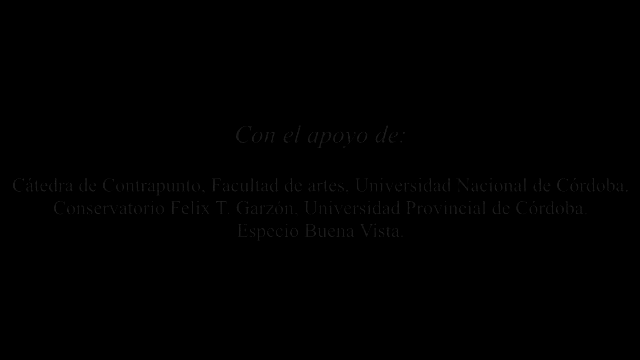 Con el apoyo de:
Cátedra de Contrapunto, Facultad de artes, Universidad Nacional de Córdoba.
Conservatorio Felix T. Garzón, Universidad Provincial de Córdoba
Espacio Buena Vista.